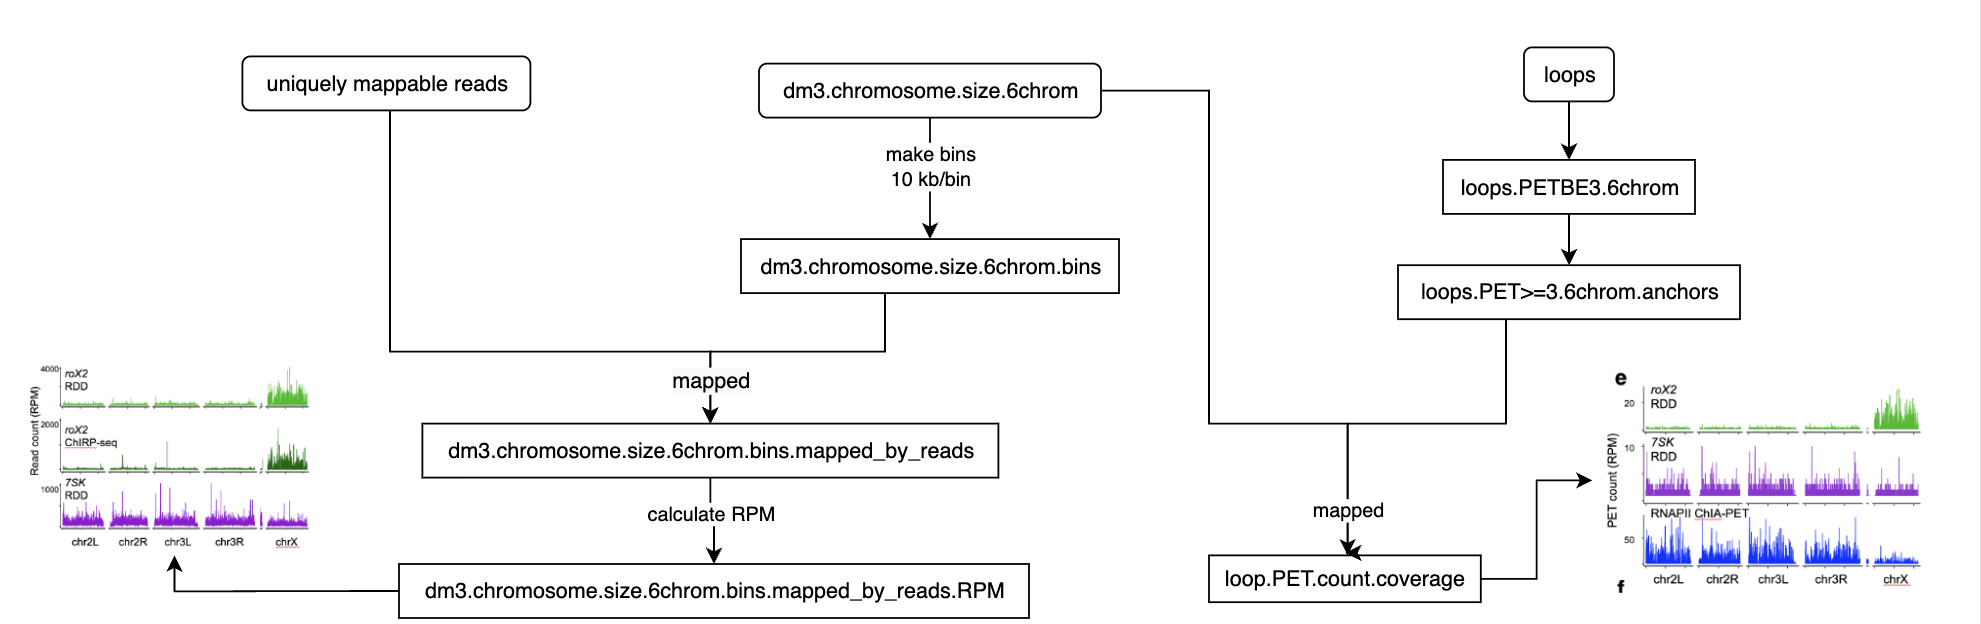 uniquely mappable reads
dm3.chromosome.size.6chrom
loops
make bins
10 kb/bin
loops.PETBE3.6chrom
dm3.chromosome.size.6chrom.bins
loops.PET>=3.6chrom.anchors
mapped
dm3.chromosome.size.6chrom.bins.mapped_by_reads
calculate RPM
dm3.chromosome.size.6chrom.bins.mapped_by_reads.RPM
mapped
loop.PET.count.coverage
Read count (RPM)
4000
roX2
RDD
2000
roX2
ChIRP-seq
1000
7SK
RDD
chr2L chr2R chr3L chr3R chrX
e
PET count (RPM)
20
roX2
RDD
10
7SK
RDD
RNAPII ChIA-PET
50
chr2L chr2R chr3L chr3R chrX
f